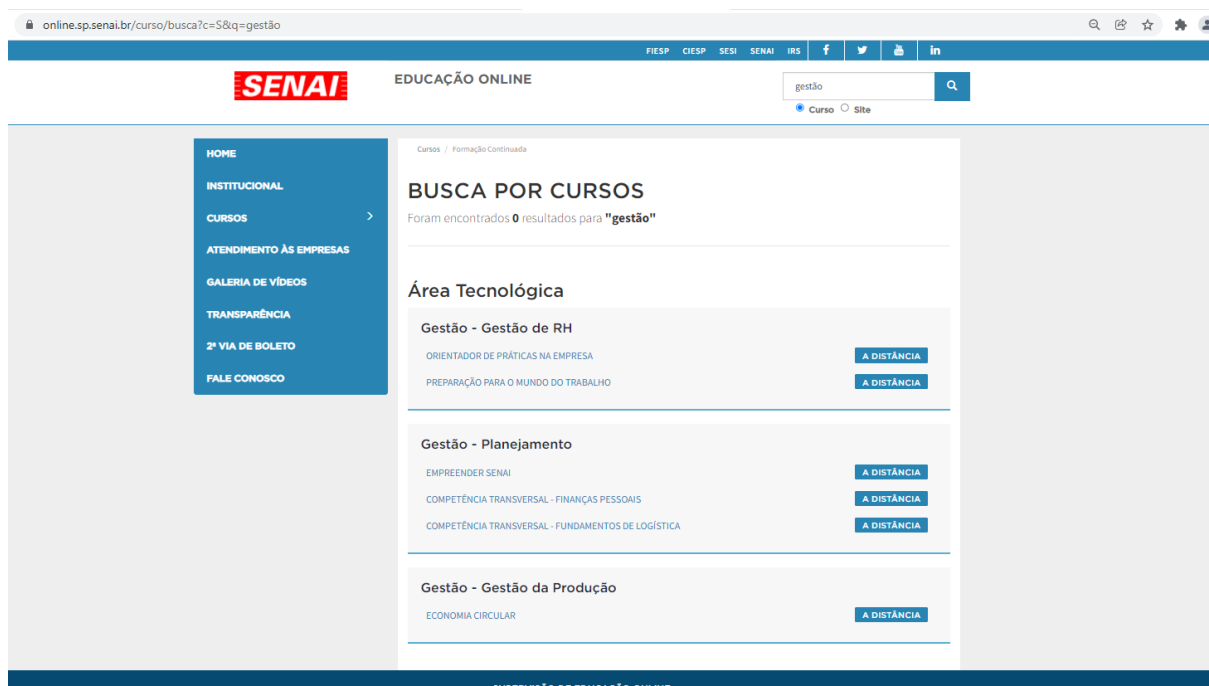 online.sp.senai.br/curso/busca?c=S&q=gestão
FIESP CIESP SESI SENAI IRS
SENAI
EDUCAÇÃO ONLINE
gestão
Curso Site
HOME
INSTITUCIONAL
CURSOS
ATENDIMENTO ÀS EMPRESAS
GALERIA DE VÍDEOS
TRANSPARÊNCIA
2ª VIA DE BOLETO
FALE CONOSCO
Cursos / Formação Continuada
BUSCA POR CURSOS
Foram encontrados 0 resultados para "gestão"
Área Tecnológica
Gestão - Gestão de RH
ORIENTADOR DE PRÁTICAS NA EMPRESA A DISTÂNCIA
PREPARAÇÃO PARA O MUNDO DO TRABALHO A DISTÂNCIA
Gestão - Planejamento
EMPREENDER SENAI A DISTÂNCIA
COMPETÊNCIA TRANSVERSAL - FINANÇAS PESSOAIS A DISTÂNCIA
COMPETÊNCIA TRANSVERSAL - FUNDAMENTOS DE LOGÍSTICA A DISTÂNCIA
Gestão - Gestão da Produção
ECONOMIA CIRCULAR A DISTÂNCIA